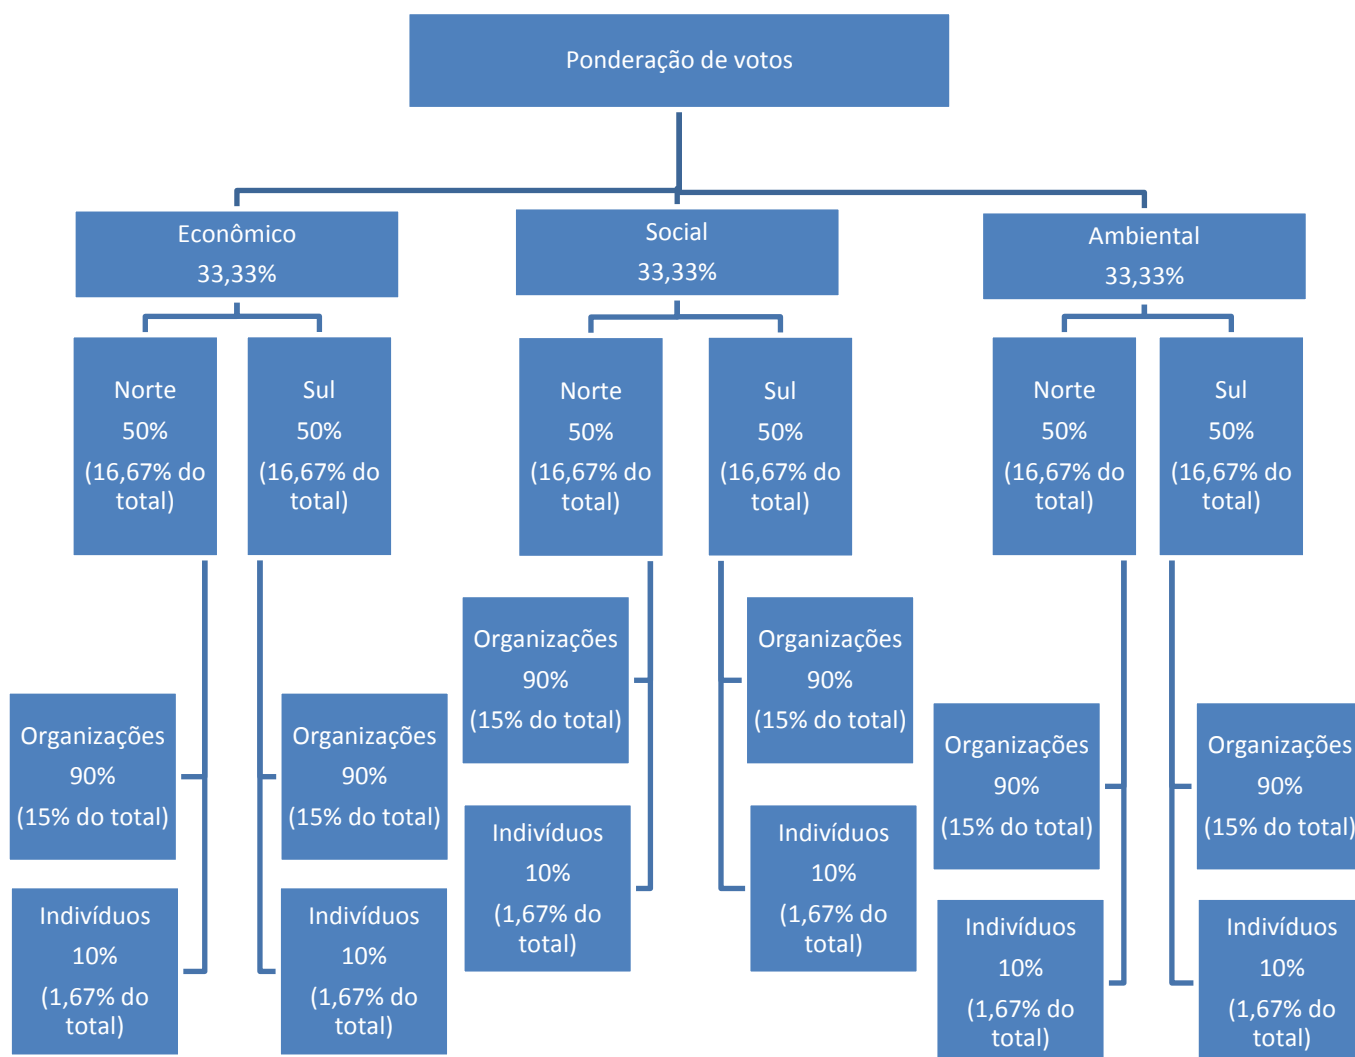 Ponderação de votos
Econômico
33,33%
Social
33,33%
Ambiental
33,33%
Norte
50%
(16,67% do
total)
Sul
50%
(16,67% do
total)
Norte
50%
(16,67% do
total)
Sul
50%
(16,67% do
total)
Norte
50%
(16,67% do
total)
Sul
50%
(16,67% do
total)
Organizações
90%
(15% do total)
Indivíduos
10%
(1,67% do
total)
Organizações
90%
(15% do total)
Indivíduos
10%
(1,67% do
total)
Organizações
90%
(15% do total)
Indivíduos
10%
(1,67% do
total)
Organizações
90%
(15% do total)
Indivíduos
10%
(1,67% do
total)
Organizações
90%
(15% do total)
Indivíduos
10%
(1,67% do
total)
Organizações
90%
(15% do total)
Indivíduos
10%
(1,67% do
total)